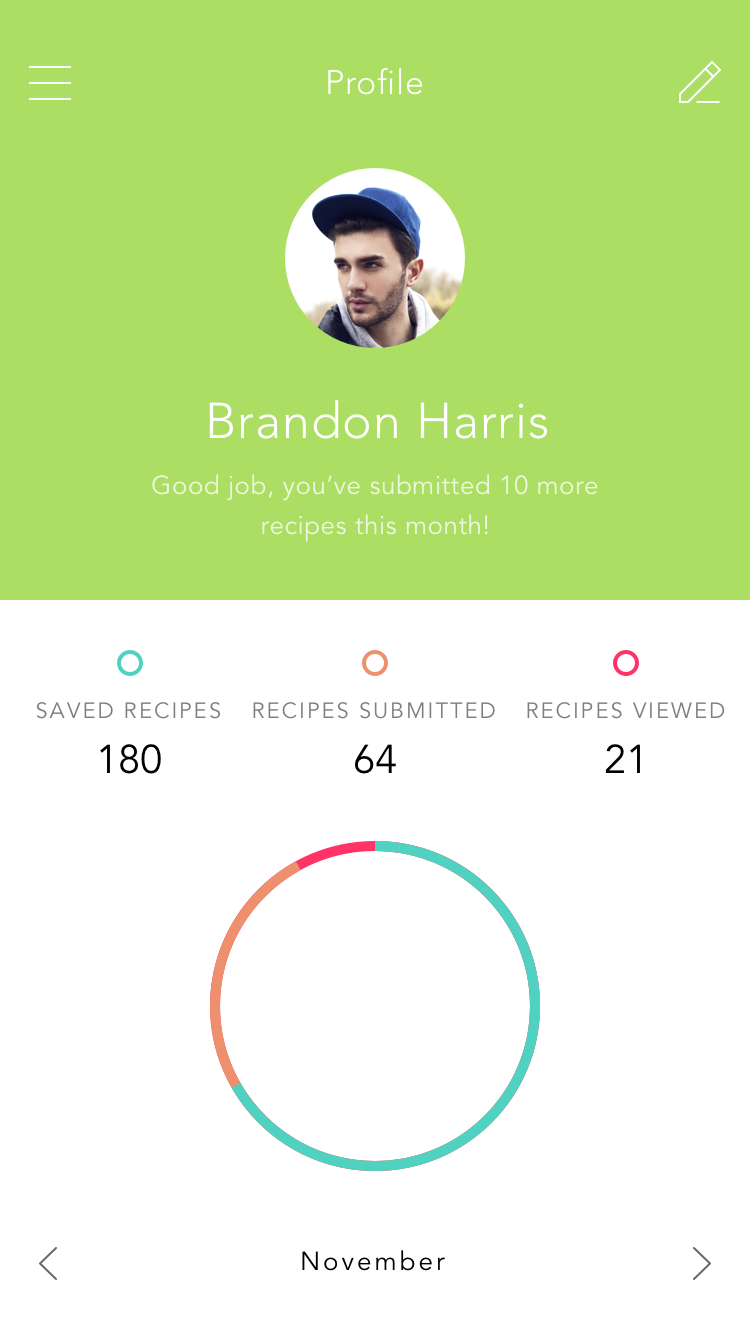 Profile
Brandon Harris
Good job, you’ve submitted 10 more
recipes this month!
SAVED RECIPES
180
RECIPES SUBMITTED
64
RECIPES VIEWED
21
November